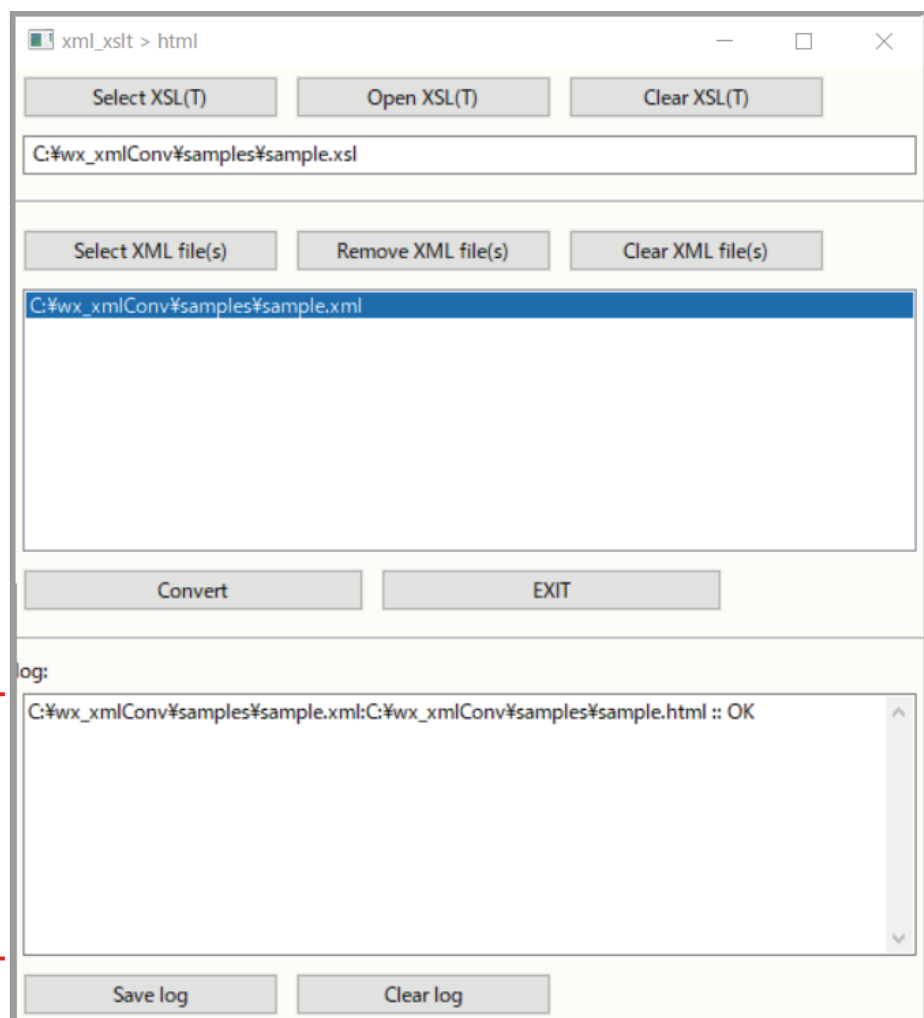 xml_xslt > html
Select XSL(T) Open XSL(T) Clear XSL(T)
C:¥wx_xmlConv¥samples¥sample.xsl
Select XML file(s) Remove XML file(s) Clear XML file(s)
C:¥wx_xmlConv¥samples¥sample.xml
Convert EXIT
log:
C:¥wx_xmlConv¥samples¥sample.xml:C:¥wx_xmlConv¥samples¥sample.html :: OK
Save log Clear log